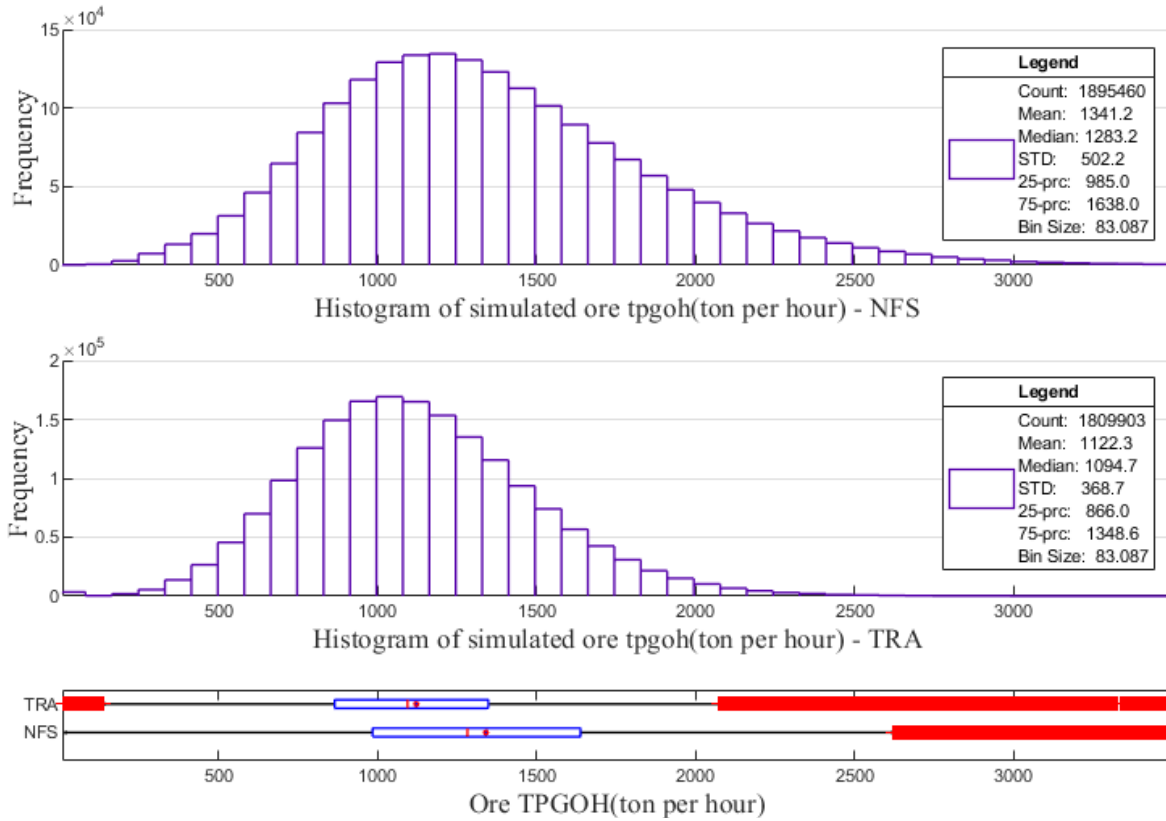 ×10^4
15
10
5
0
Frequency
500 1000 1500 2000 2500 3000
Histogram of simulated ore tpgoh(ton per hour) - NFS
Legend
Count: 1895460
Mean: 1341.2
Median: 1283.2
STD: 502.2
25-prc: 985.0
75-prc: 1638.0
Bin Size: 83.087
×10^5
2
1.5
1
0.5
0
Frequency
500 1000 1500 2000 2500 3000
Histogram of simulated ore tpgoh(ton per hour) - TRA
Legend
Count: 1809903
Mean: 1122.3
Median: 1094.7
STD: 368.7
25-prc: 866.0
75-prc: 1348.6
Bin Size: 83.087
TRA
NFS
500 1000 1500 2000 2500 3000
Ore TPGOH(ton per hour)